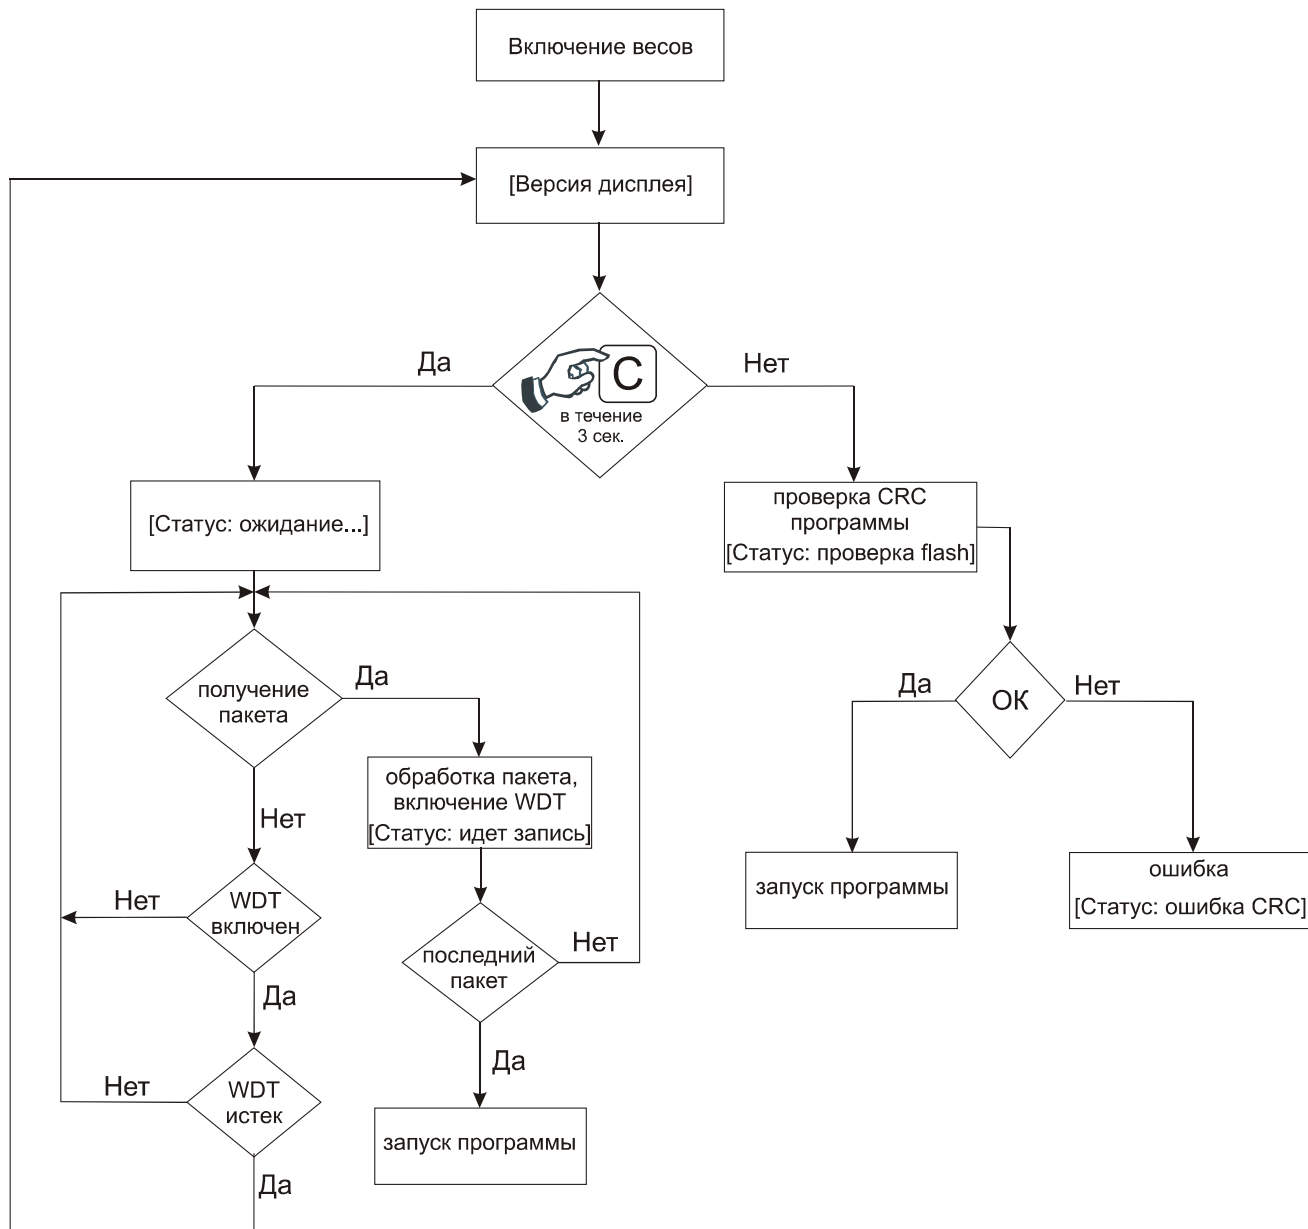 Включение весов
[Версия дисплея]
Да
Нет
C
в течение
3 сек.
[Статус: ожидание...]
проверка CRC
программы
[Статус: проверка flash]
получение
пакета
Да
Да
ОК
Нет
обработка пакета,
включение WDT
[Статус: идет запись]
Нет
запуск программы
ошибка
[Статус: ошибка CRC]
Нет
WDT
включен
последний
пакет
Нет
Да
Нет
WDT
истек
Да
запуск программы
Да